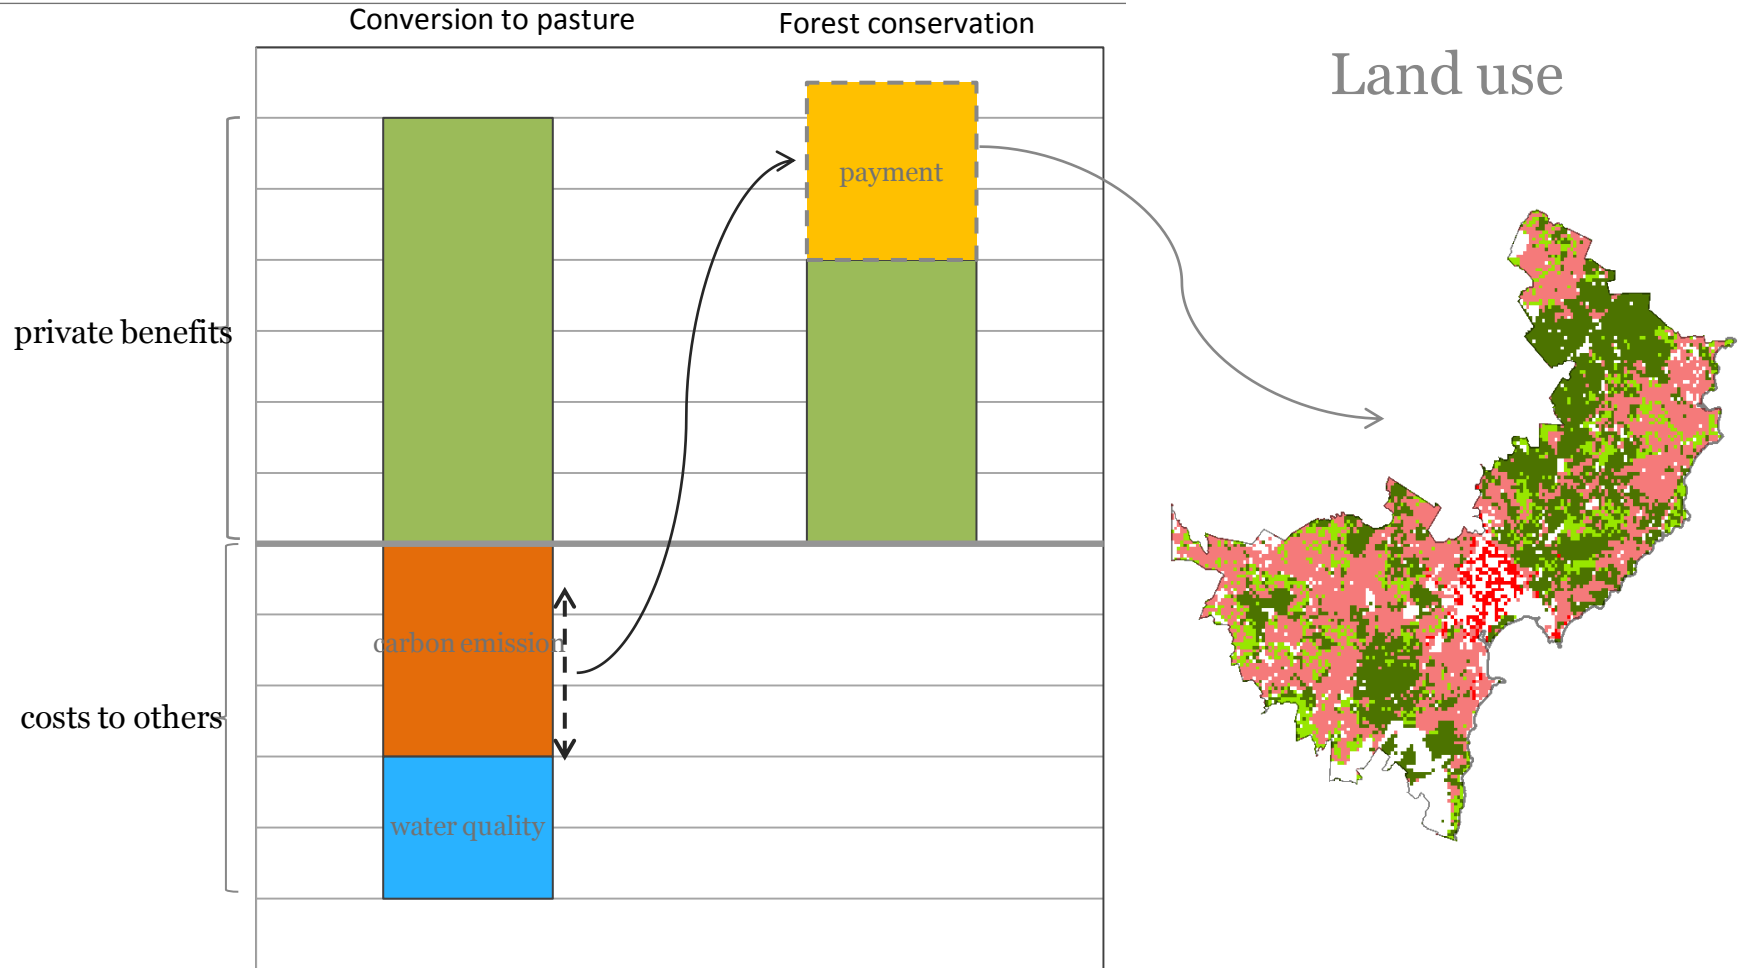 Conversion to pasture
Forest conservation
Land use
payment
private benefits
carbon emission
costs to others
water quality